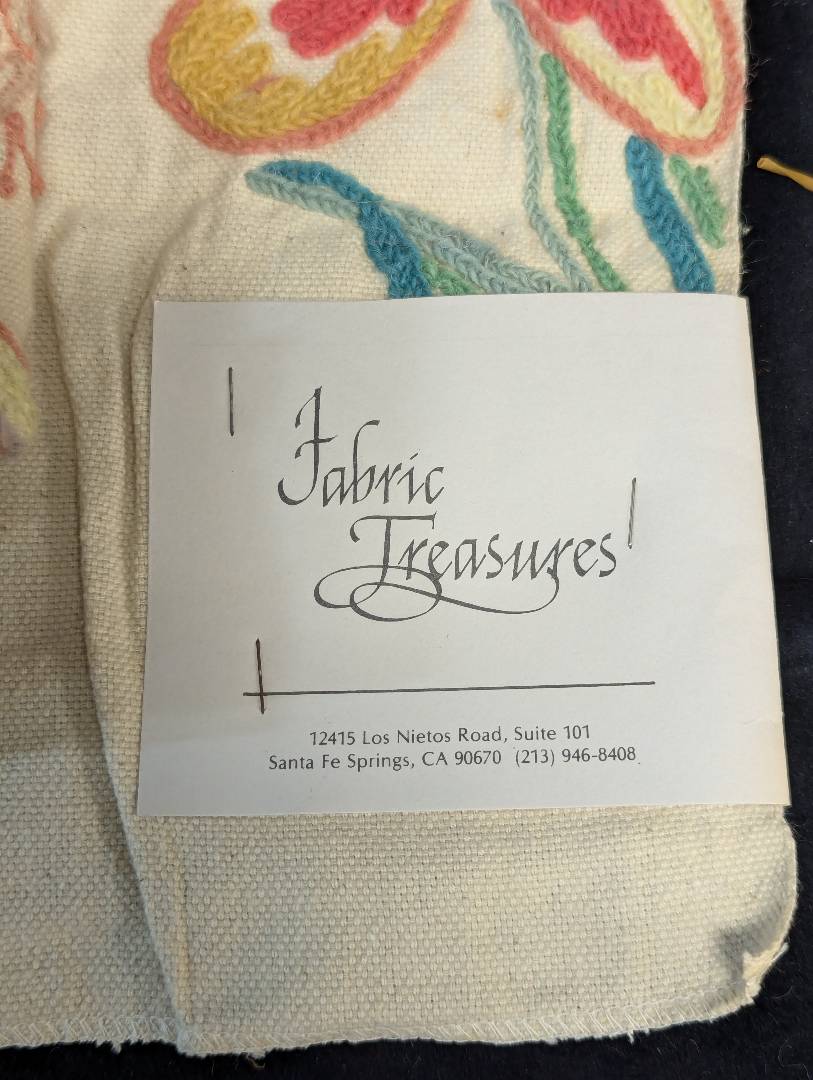 Fabric
Treasures
12415 Los Nietos Road, Suite 101
Santa Fe Springs, CA 90670 (213) 946-8408